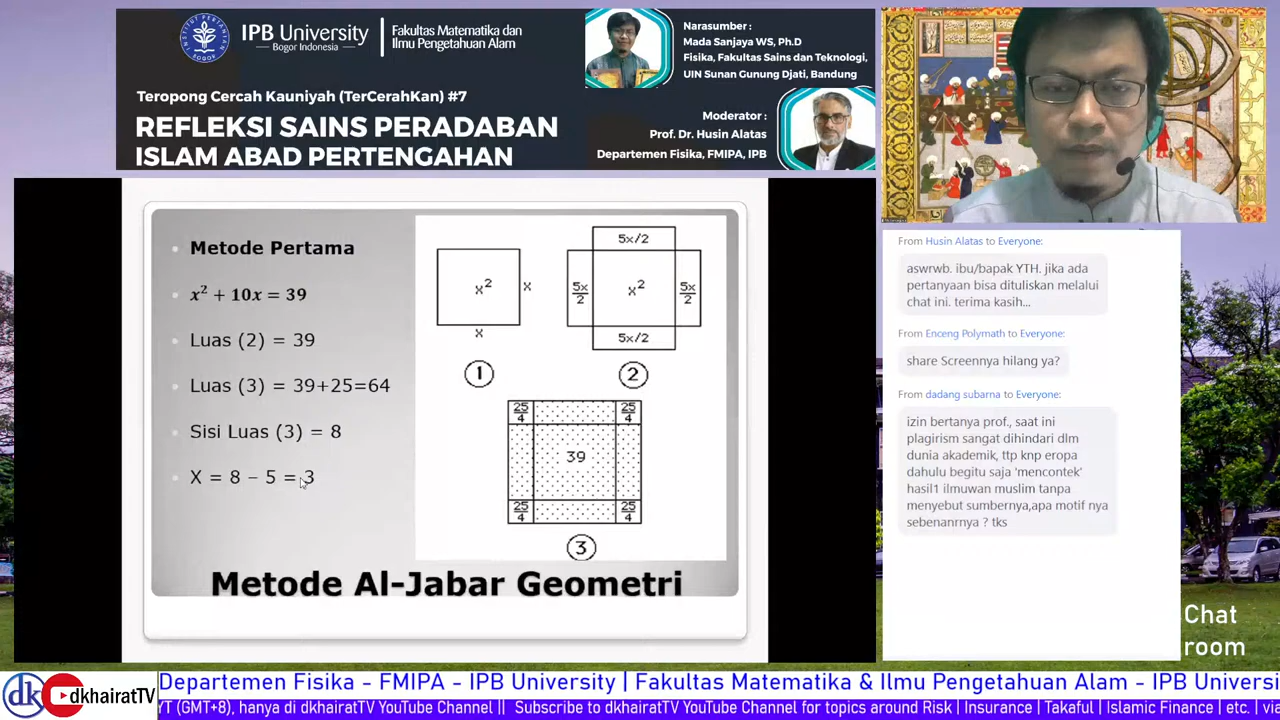 IPB University
Bogor Indonesia
Fakultas Matematika dan
Ilmu Pengetahuan Alam
Teropong Cercah Kauniyah (TerCerahKan) #7
REFLEKSI SAINS PERADABAN
ISLAM ABAD PERTENGAHAN
Narasumber :
Mada Sanjaya WS, Ph.D
Fisika, Fakultas Sains dan Teknologi,
UIN Sunan Gunung Djati, Bandung
Moderator :
Prof. Dr. Husin Alatas
Departemen Fisika, FMIPA, IPB
Metode Pertama
x² + 10x = 39
Luas (2) = 39
Luas (3) = 39+25=64
Sisi Luas (3) = 8
X = 8 – 5 = 3
x²
x
x
1
5x/2
5x/2
x²
5x/2
5x/2
2
25/4
25/4
39
25/4
25/4
3
Metode Al-Jabar Geometri
From Husin Alatas to Everyone:
aswrwb. ibu/bapak YTH. jika ada
pertanyaan bisa dituliskan melalui
chat ini. terima kasih...
From Enceng Polymath to Everyone:
share Screennya hilang ya?
From dadang subarna to Everyone:
izin bertanya prof., saat ini
plagirism sangat dihindari dlm
dunia akademik, ttp knp eropa
dahulu begitu saja 'mencontek'
hasil1 ilmuwan muslim tanpa
menyebut sumbernya,apa motif nya
sebenanrnya ? tks
Chat
room
dk
dkhairatTV
Departemen Fisika - FMIPA - IPB University | Fakultas Matematika & Ilmu Pengetahuan Alam - IPB Universi
YT (GMT+8), hanya di dkhairatTV YouTube Channel || Subscribe to dkhairatTV YouTube Channel for topics around Risk | Insurance | Takaful | Islamic Finance | etc. | via